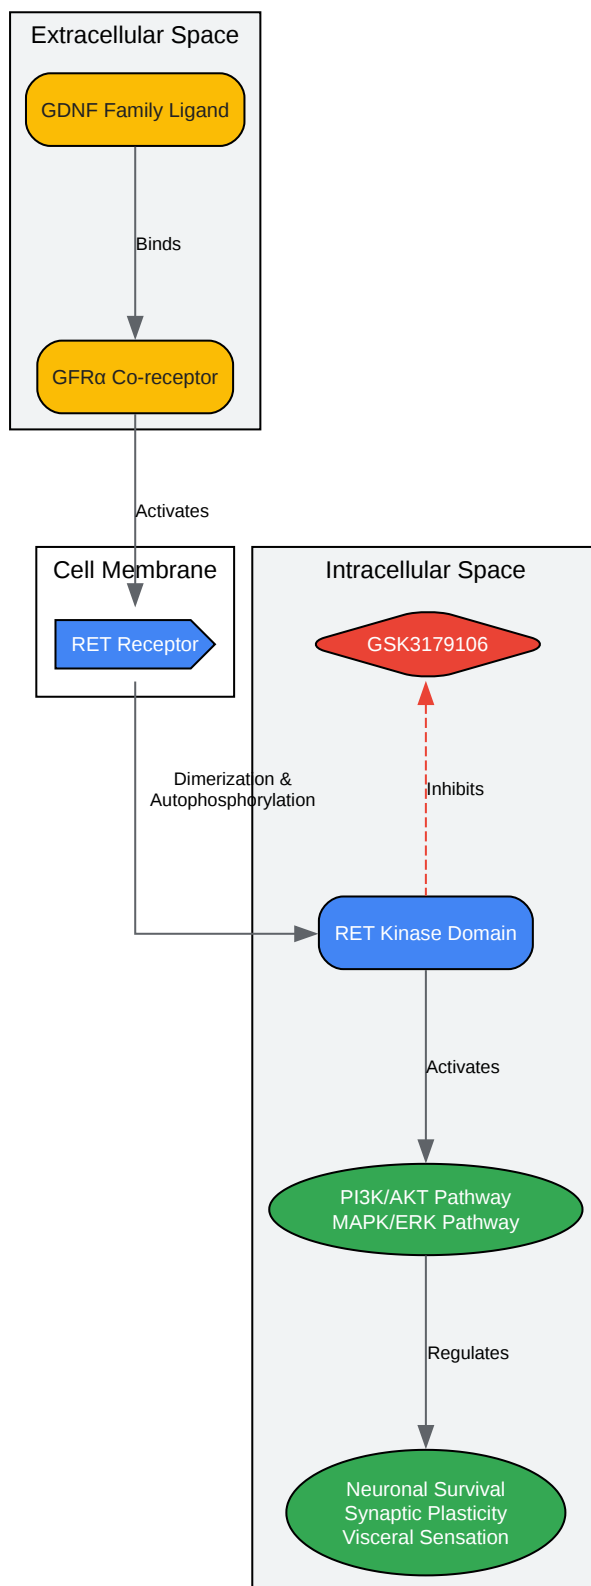 Extracellular Space
GDNF Family Ligand
Binds
GFRα Co-receptor
Activates
Cell Membrane
RET Receptor
Intracellular Space
GSK3179106
Dimerization &
Autophosphorylation
Inhibits
RET Kinase Domain
Activates
PI3K/AKT Pathway
MAPK/ERK Pathway
Regulates
Neuronal Survival
Synaptic Plasticity
Visceral Sensation